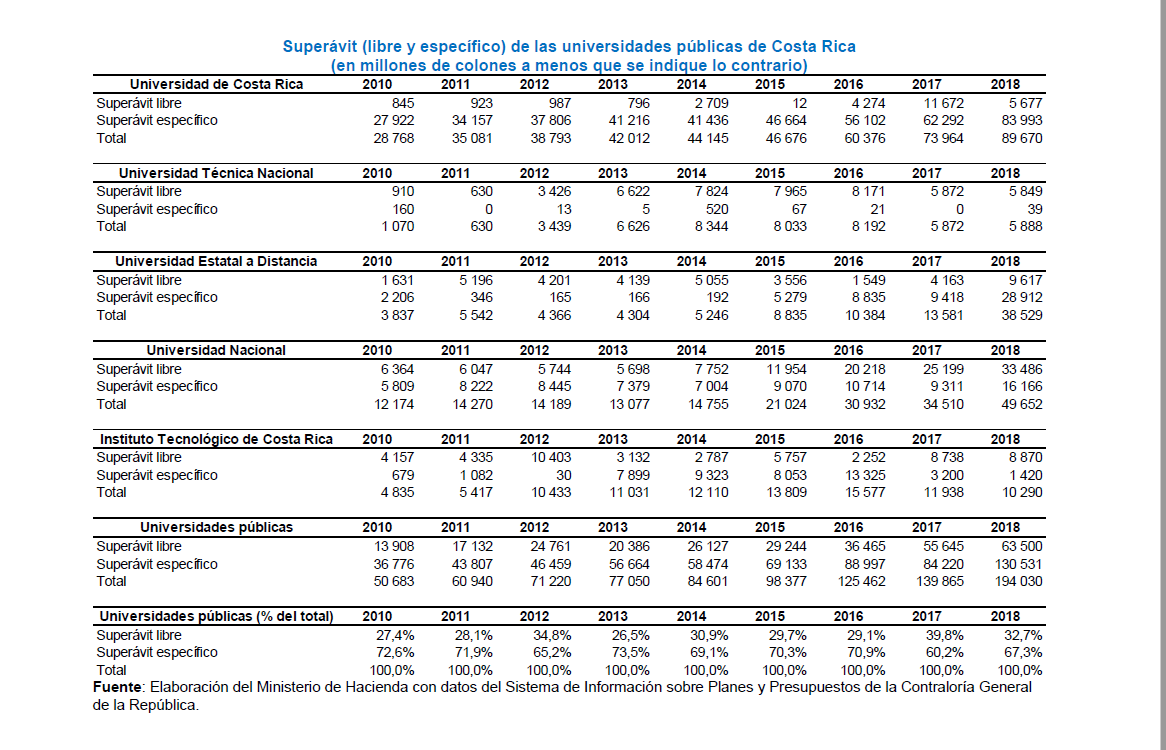 Superávit (libre y específico) de las universidades públicas de Costa Rica
(en millones de colones a menos que se indique lo contrario)
Universidad de Costa Rica 2010 2011 2012 2013 2014 2015 2016 2017 2018
Superávit libre 845 923 987 796 2 709 12 4 274 11 672 5 677
Superávit específico 27 922 34 157 37 806 41 216 41 436 46 664 56 102 62 292 83 993
Total 28 768 35 081 38 793 42 012 44 145 46 676 60 376 73 964 89 670
Universidad Técnica Nacional 2010 2011 2012 2013 2014 2015 2016 2017 2018
Superávit libre 910 630 3 426 6 622 7 824 7 965 8 171 5 872 5 849
Superávit específico 160 0 13 5 520 67 21 0 39
Total 1 070 630 3 439 6 626 8 344 8 033 8 192 5 872 5 888
Universidad Estatal a Distancia 2010 2011 2012 2013 2014 2015 2016 2017 2018
Superávit libre 1 631 5 196 4 201 4 139 5 055 3 556 1 549 4 163 9 617
Superávit específico 2 206 346 165 166 192 5 279 8 835 9 418 28 912
Total 3 837 5 542 4 366 4 304 5 246 8 835 10 384 13 581 38 529
Universidad Nacional 2010 2011 2012 2013 2014 2015 2016 2017 2018
Superávit libre 6 364 6 047 5 744 5 698 7 752 11 954 20 218 25 199 33 486
Superávit específico 5 809 8 222 8 445 7 379 7 004 9 070 10 714 9 311 16 166
Total 12 174 14 270 14 189 13 077 14 755 21 024 30 932 34 510 49 652
Instituto Tecnológico de Costa Rica 2010 2011 2012 2013 2014 2015 2016 2017 2018
Superávit libre 4 157 4 335 10 403 3 132 2 787 5 757 2 252 8 738 8 870
Superávit específico 679 1 082 30 7 899 9 323 8 053 13 325 3 200 1 420
Total 4 835 5 417 10 433 11 031 12 110 13 809 15 577 11 938 10 290
Universidades públicas 2010 2011 2012 2013 2014 2015 2016 2017 2018
Superávit libre 13 908 17 132 24 761 20 386 26 127 29 244 36 465 55 645 63 500
Superávit específico 36 776 43 807 46 459 56 664 58 474 69 133 88 997 84 220 130 531
Total 50 683 60 940 71 220 77 050 84 601 98 377 125 462 139 865 194 030
Universidades públicas (% del total) 2010 2011 2012 2013 2014 2015 2016 2017 2018
Superávit libre 27,4% 28,1% 34,8% 26,5% 30,9% 29,7% 29,1% 39,8% 32,7%
Superávit específico 72,6% 71,9% 65,2% 73,5% 69,1% 70,3% 70,9% 60,2% 67,3%
Total 100,0% 100,0% 100,0% 100,0% 100,0% 100,0% 100,0% 100,0% 100,0%
Fuente: Elaboración del Ministerio de Hacienda con datos del Sistema de Información sobre Planes y Presupuestos de la Contraloría General
de la República.